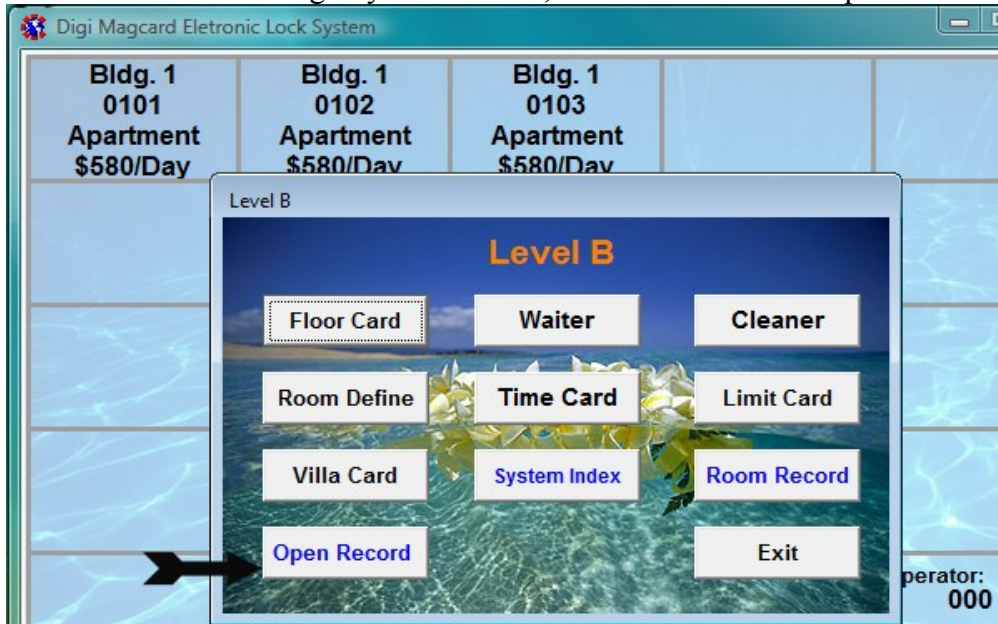 Digi Magcard Eletronic Lock System
Bldg. 1 Bldg. 1 Bldg. 1
0101 0102 0103
Apartment Apartment Apartment
$580/Day $580/Day $580/Day
Level B
Level B
Floor Card Waiter Cleaner
Room Define Time Card Limit Card
Villa Card System Index Room Record
Open Record Exit
perator:
000